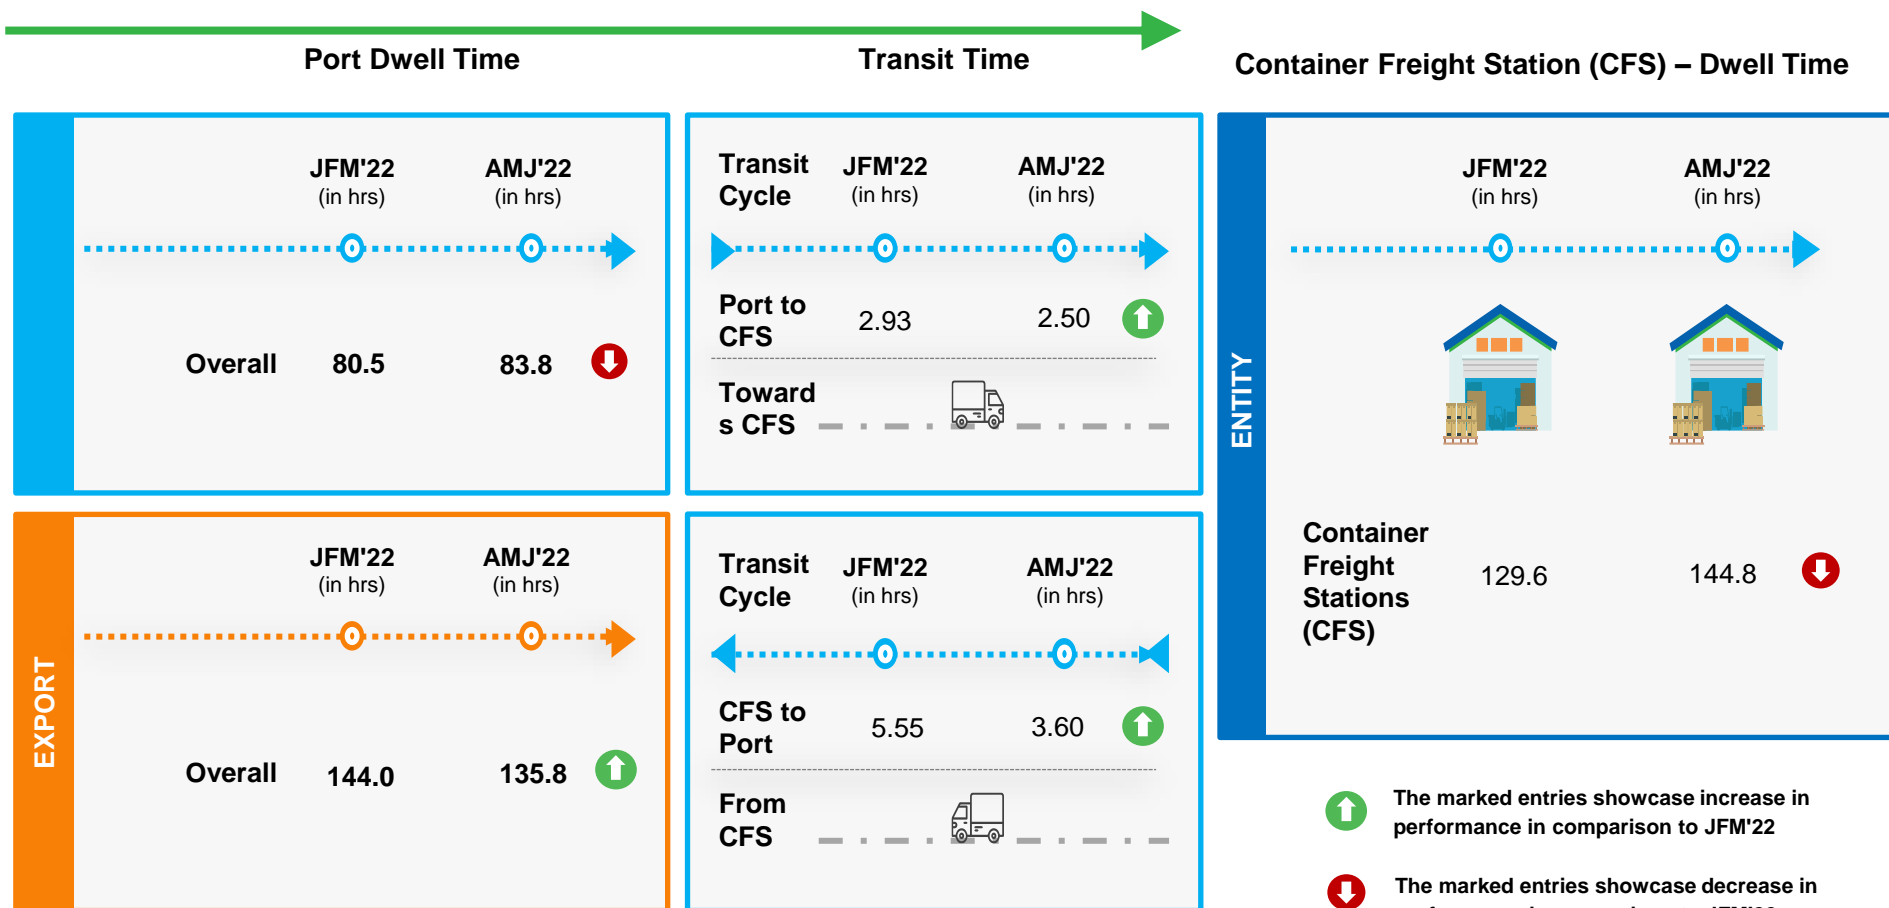 Port Dwell Time
Transit Time
Container Freight Station (CFS) – Dwell Time
JFM'22
(in hrs)
AMJ'22
(in hrs)
Overall
80.5
83.8
Transit
Cycle
JFM'22
(in hrs)
AMJ'22
(in hrs)
Port to
CFS
2.93
2.50
Toward
s CFS
ENTITY
JFM'22
(in hrs)
AMJ'22
(in hrs)
Container
Freight
Stations
(CFS)
129.6
144.8
EXPORT
JFM'22
(in hrs)
AMJ'22
(in hrs)
Overall
144.0
135.8
Transit
Cycle
JFM'22
(in hrs)
AMJ'22
(in hrs)
CFS to
Port
5.55
3.60
From
CFS
The marked entries showcase increase in
performance in comparison to JFM'22
The marked entries showcase decrease in